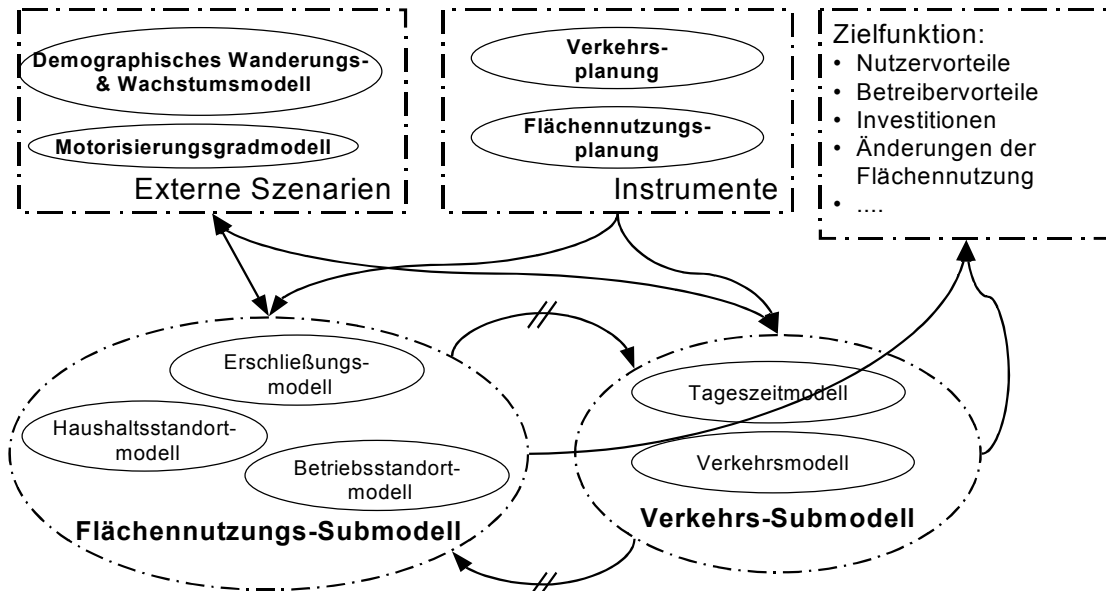 Demographisches Wanderungs-
& Wachstumsmodell
Motorisierungsgradmodell
Externe Szenarien
Verkehrs-
planung
Flächennutzungs-
planung
Instrumente
Zielfunktion:
• Nutzervorteile
• Betreibervorteile
• Investitionen
• Änderungen der
Flächennutzung
• ....
Erschließungs-
modell
Haushaltsstandort-
modell
Betriebsstandort-
modell
Flächennutzungs-Submodell
Tageszeitmodell
Verkehrsmodell
Verkehrs-Submodell